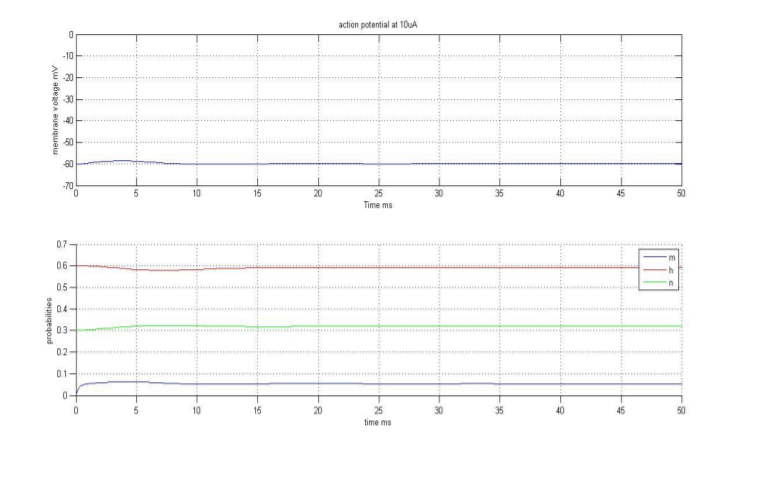 action potential at 10uA
0
-10
-20
-30
-40
-50
-60
-70
membrane voltage mV
0 5 10 15 20 25 30 35 40 45 50
Time ms
0.7
0.6
0.5
0.4
0.3
0.2
0.1
0
probabilities
m
h
n
0 5 10 15 20 25 30 35 40 45 50
time ms